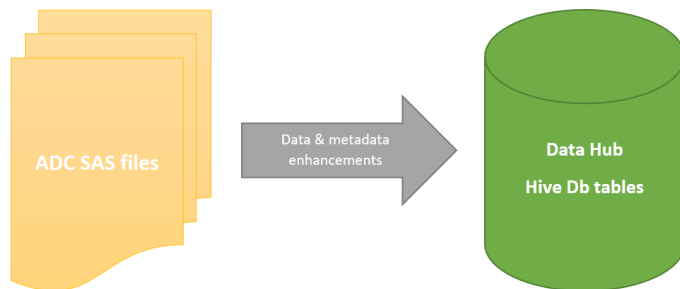 ADC SAS files
Data & metadata
enhancements
Data Hub
Hive Db tables